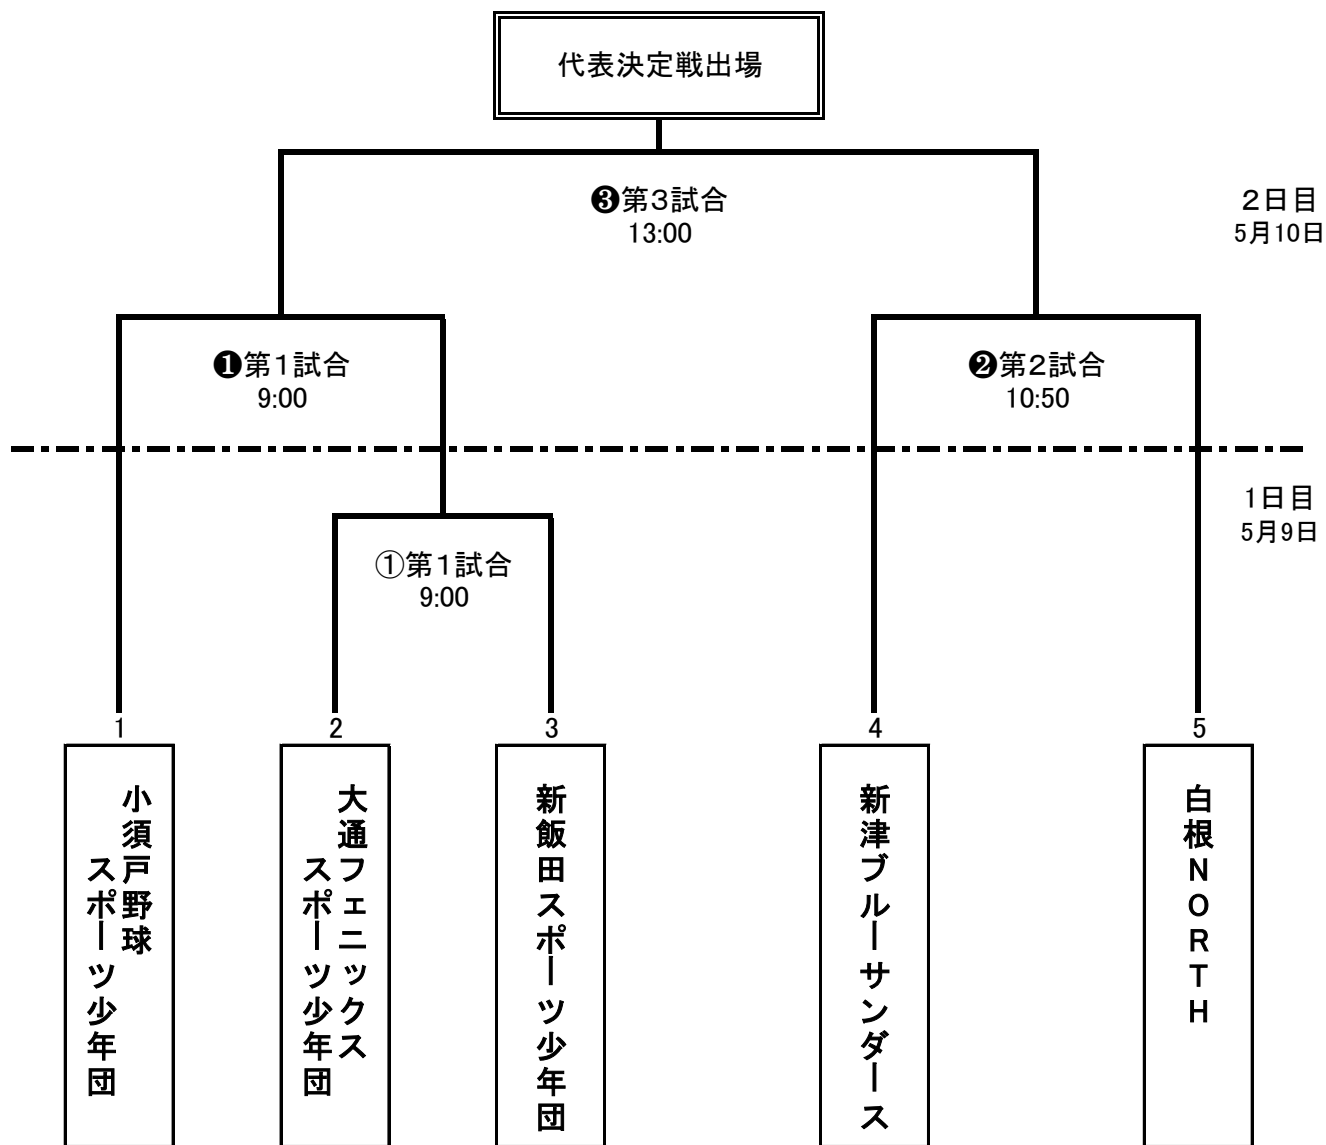 代表決定戦出場
❸第3試合
13:00
2日目
5月10日
❶第1試合
9:00
❷第2試合
10:50
1日目
5月9日
①第1試合
9:00
1
2
3
4
5
小須戸野球
スポーツ少年団
大通フェニックス
スポーツ少年団
新飯田スポーツ少年団
新津ブルーサンダース
白根NORTH